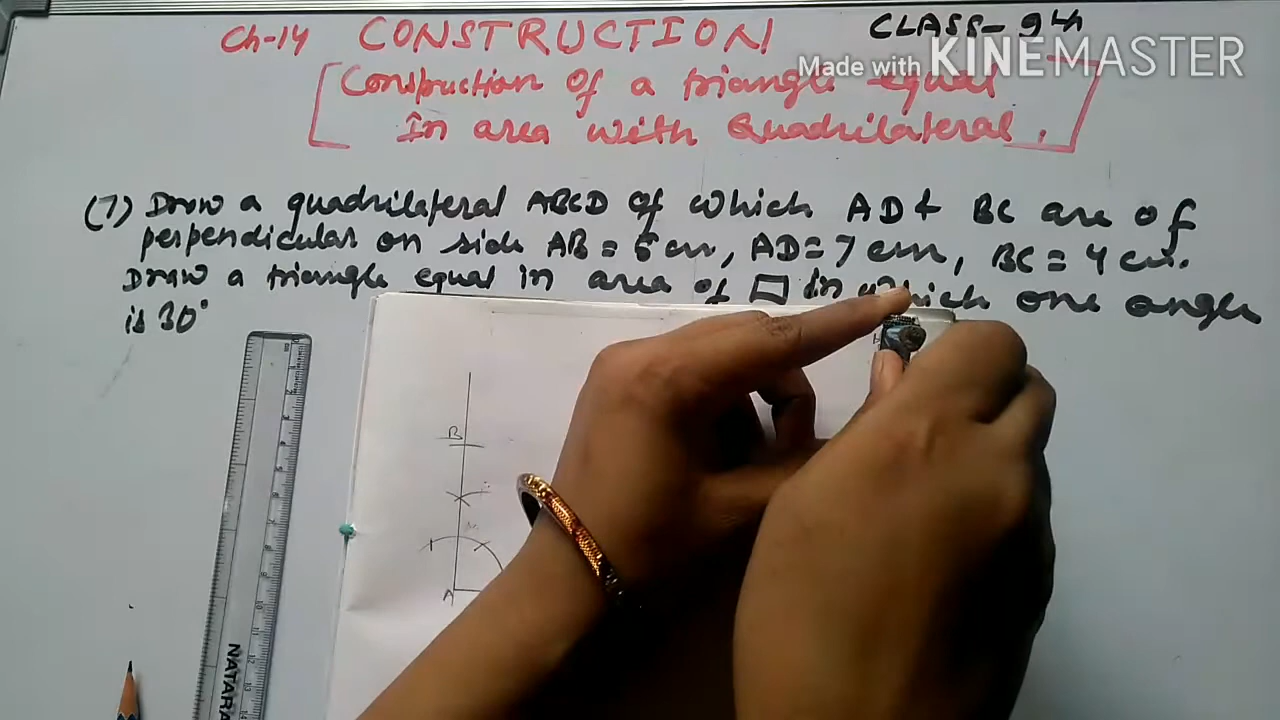 Ch-14 CONSTRUCTION CLASS-9th
Made with KINEMASTER
[Construction of a triangle equal
In area with Quadrilateral.]
(7) Draw a quadrilateral ABCD of which AD & BC are of
perpendicular on side AB = 5 cm, AD = 7 cm, BC = 4 cm.
Draw a triangle equal in area of ▱ in which one angle
is 30°
B
A
NATARA